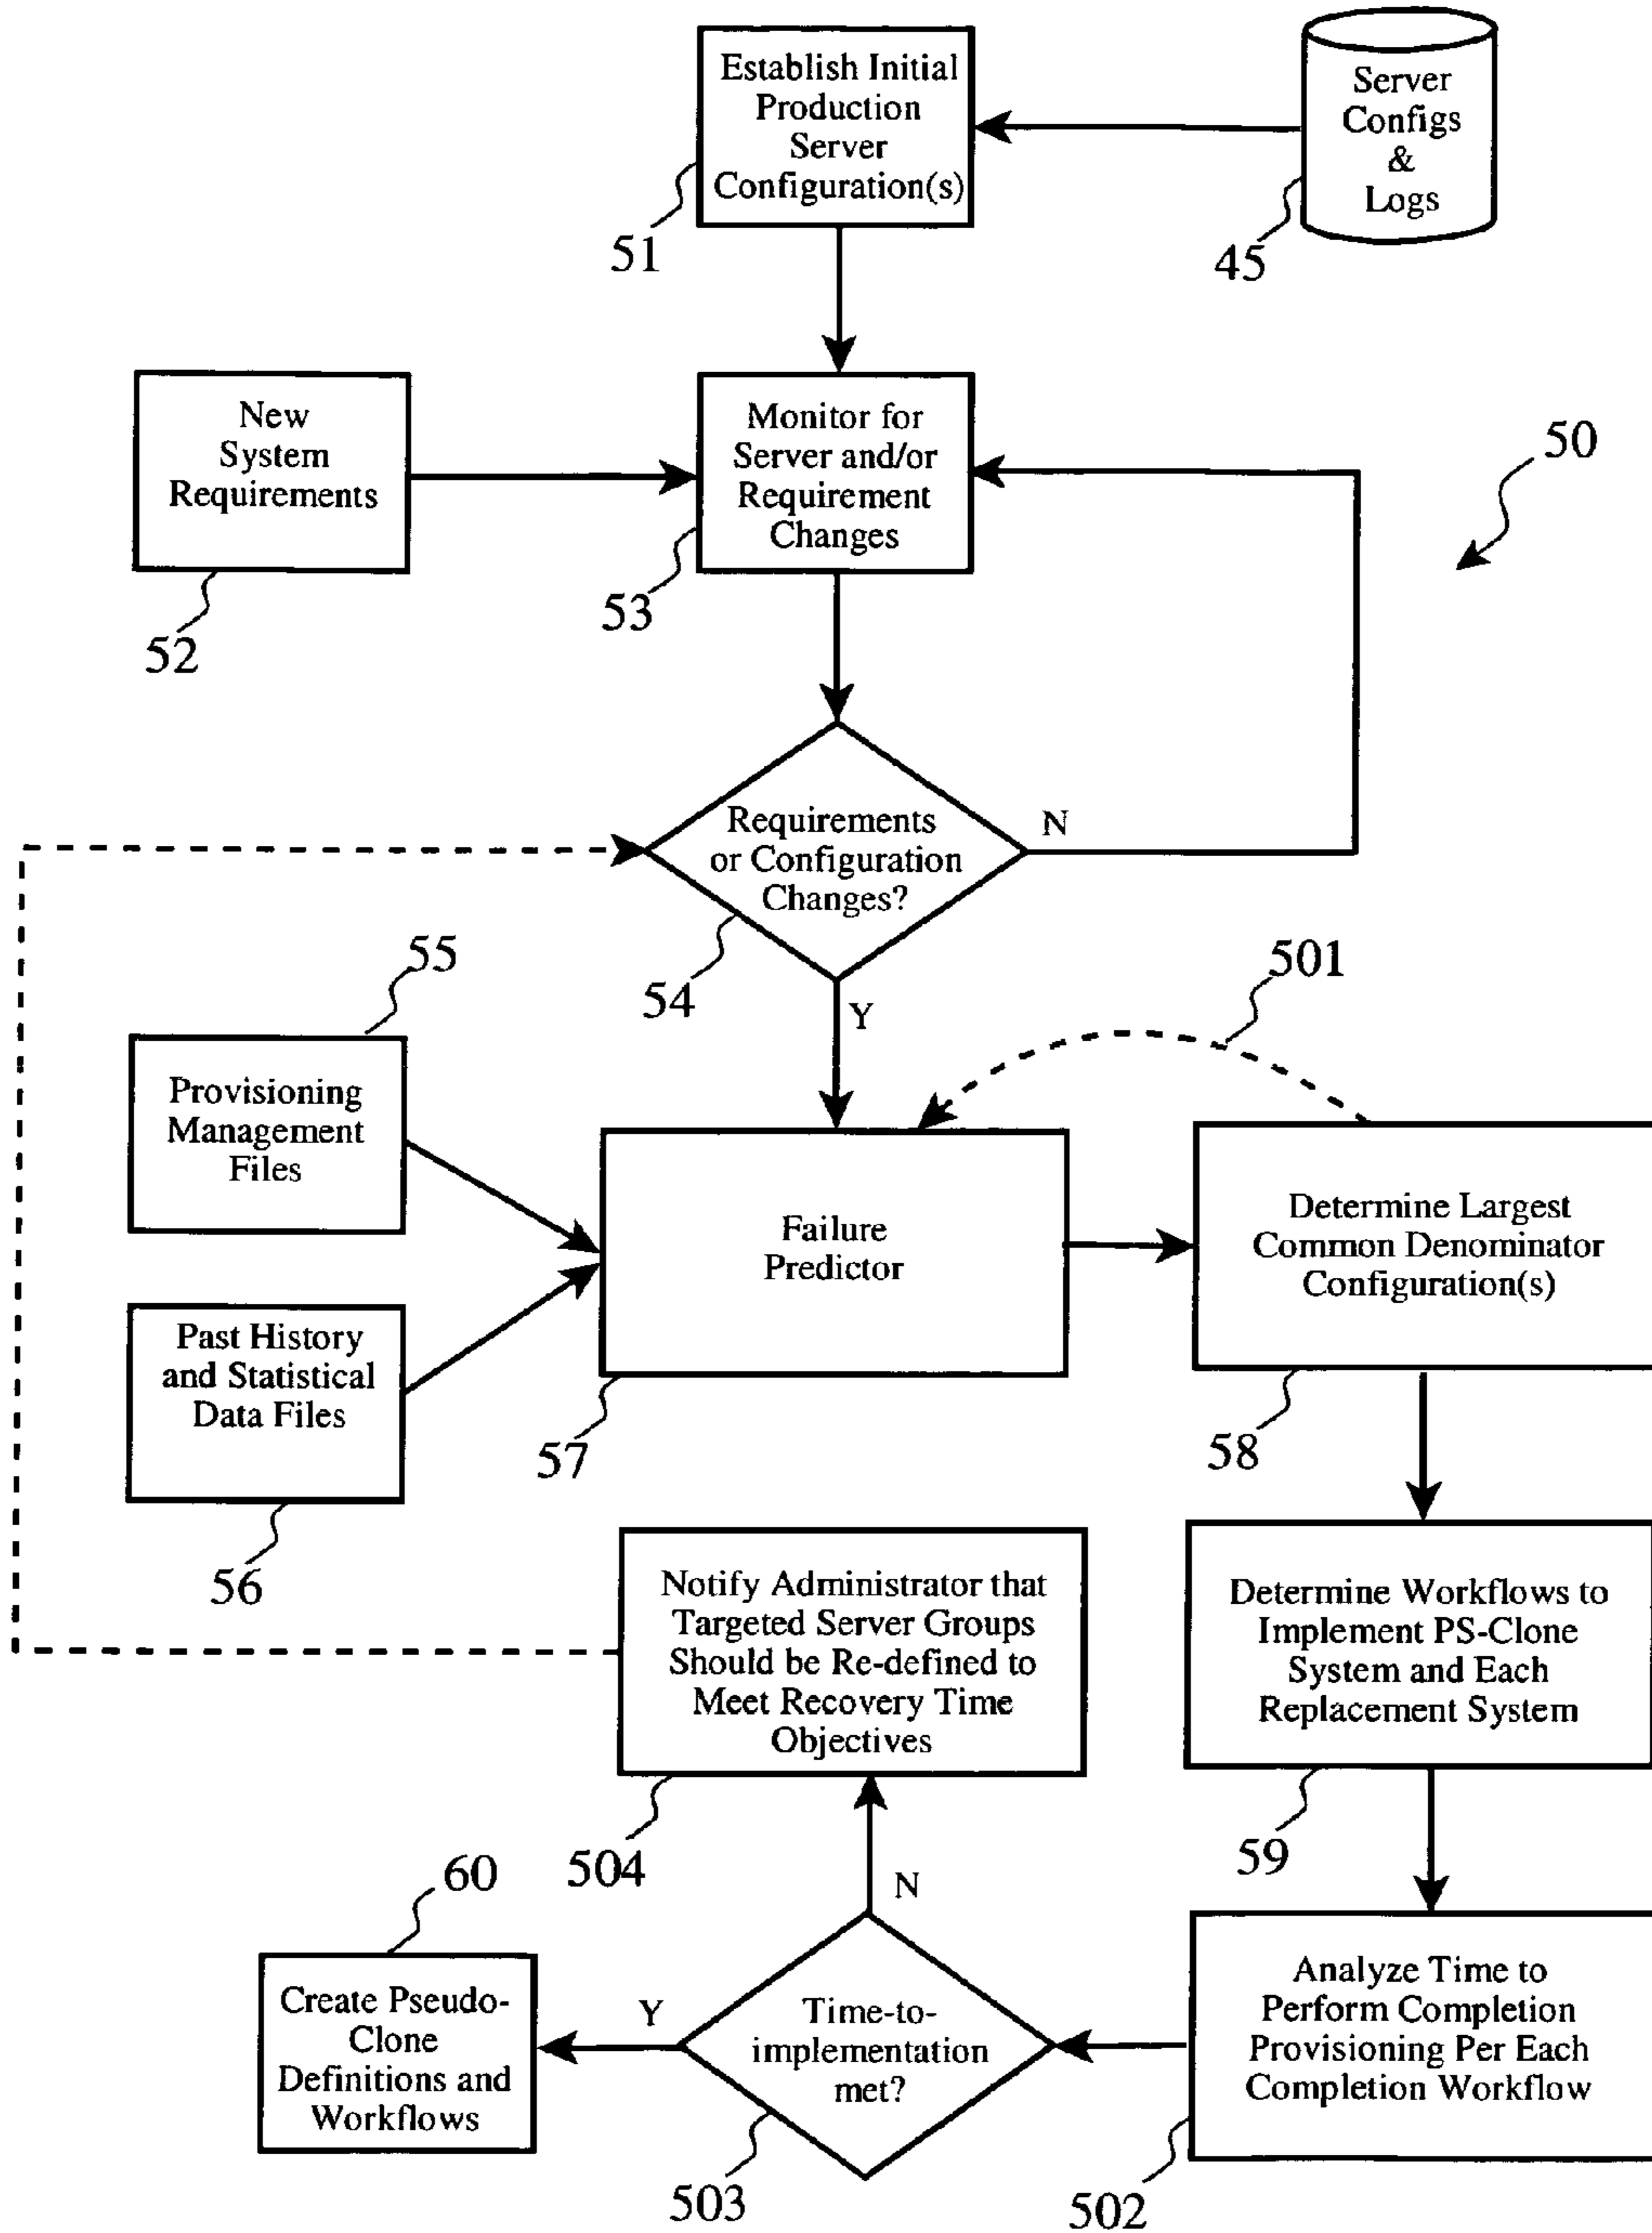 Establish Initial
Production
Server
Configuration(s)
51
Server
Configs
&
Logs
45
New
System
Requirements
52
Monitor for
Server and/or
Requirement
Changes
53
50
Requirements
or Configuration
Changes?
N
54
Y
55
Provisioning
Management
Files
501
Failure
Predictor
57
Determine Largest
Common Denominator
Configuration(s)
58
Past History
and Statistical
Data Files
56
Notify Administrator that
Targeted Server Groups
Should be Re-defined to
Meet Recovery Time
Objectives
504
Determine Workflows to
Implement PS-Clone
System and Each
Replacement System
59
60
Create Pseudo-
Clone
Definitions and
Workflows
Y
N
Time-to-
implementation
met?
503
Analyze Time to
Perform Completion
Provisioning Per Each
Completion Workflow
502